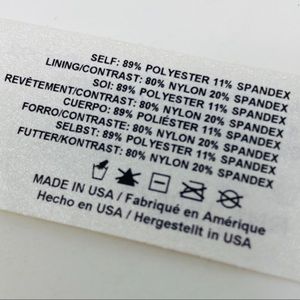 SELF: 89% POLYESTER 11% SPANDEX
LINING/CONTRAST: 80% NYLON 20% SPANDEX
SOI: 89% POLYESTER 11% SPANDEX
REVÊTEMENT/CONTRAST: 80% NYLON 20% SPANDEX
CUERPO: 89% POLIÉSTER 11% SPANDEX
FORRO/CONTRASTE: 80% NYLON 20% SPANDEX
SELBST: 89% POLYESTER 11% SPANDEX
FUTTER/KONTRAST: 80% NYLON 20% SPANDEX
MADE IN USA / Fabriqué en Amérique
Hecho en USA / Hergestellt in USA